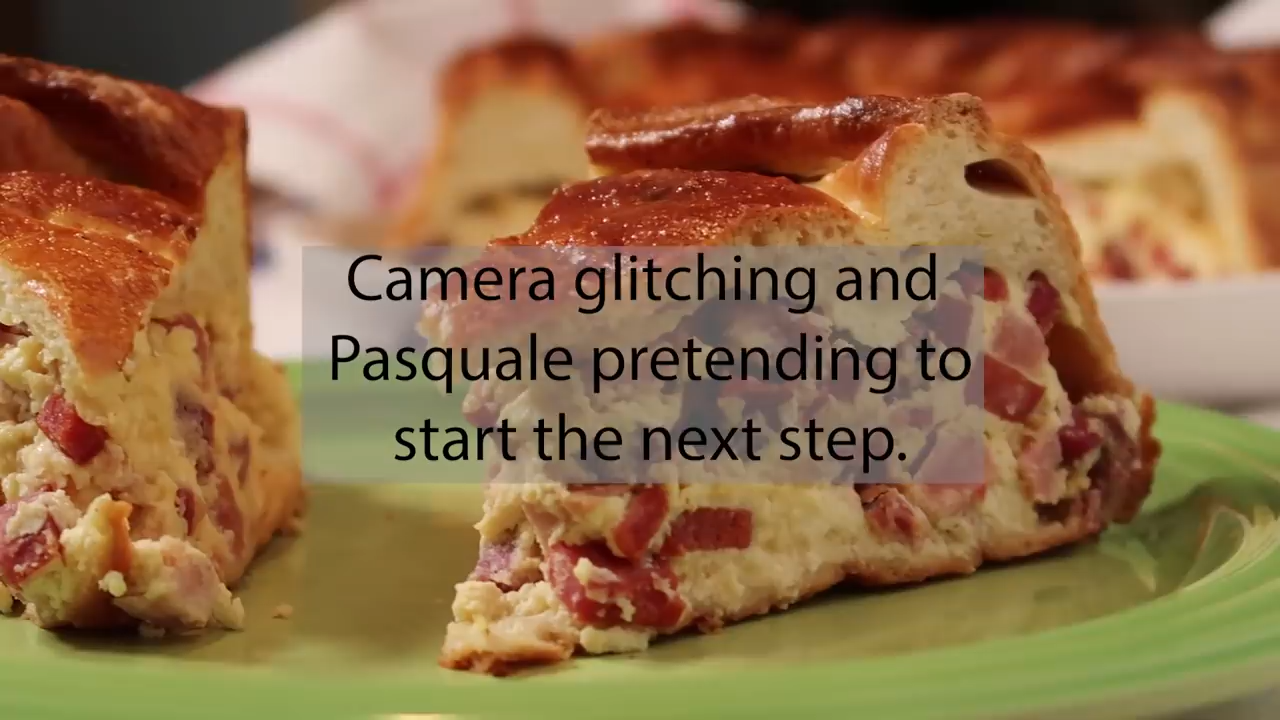 Camera glitching and
Pasquale pretending to
start the next step.